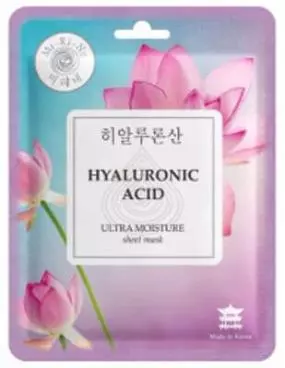 히알루론산
HYALURONIC
ACID
ULTRA MOISTURE
sheet mask
Made in Korea